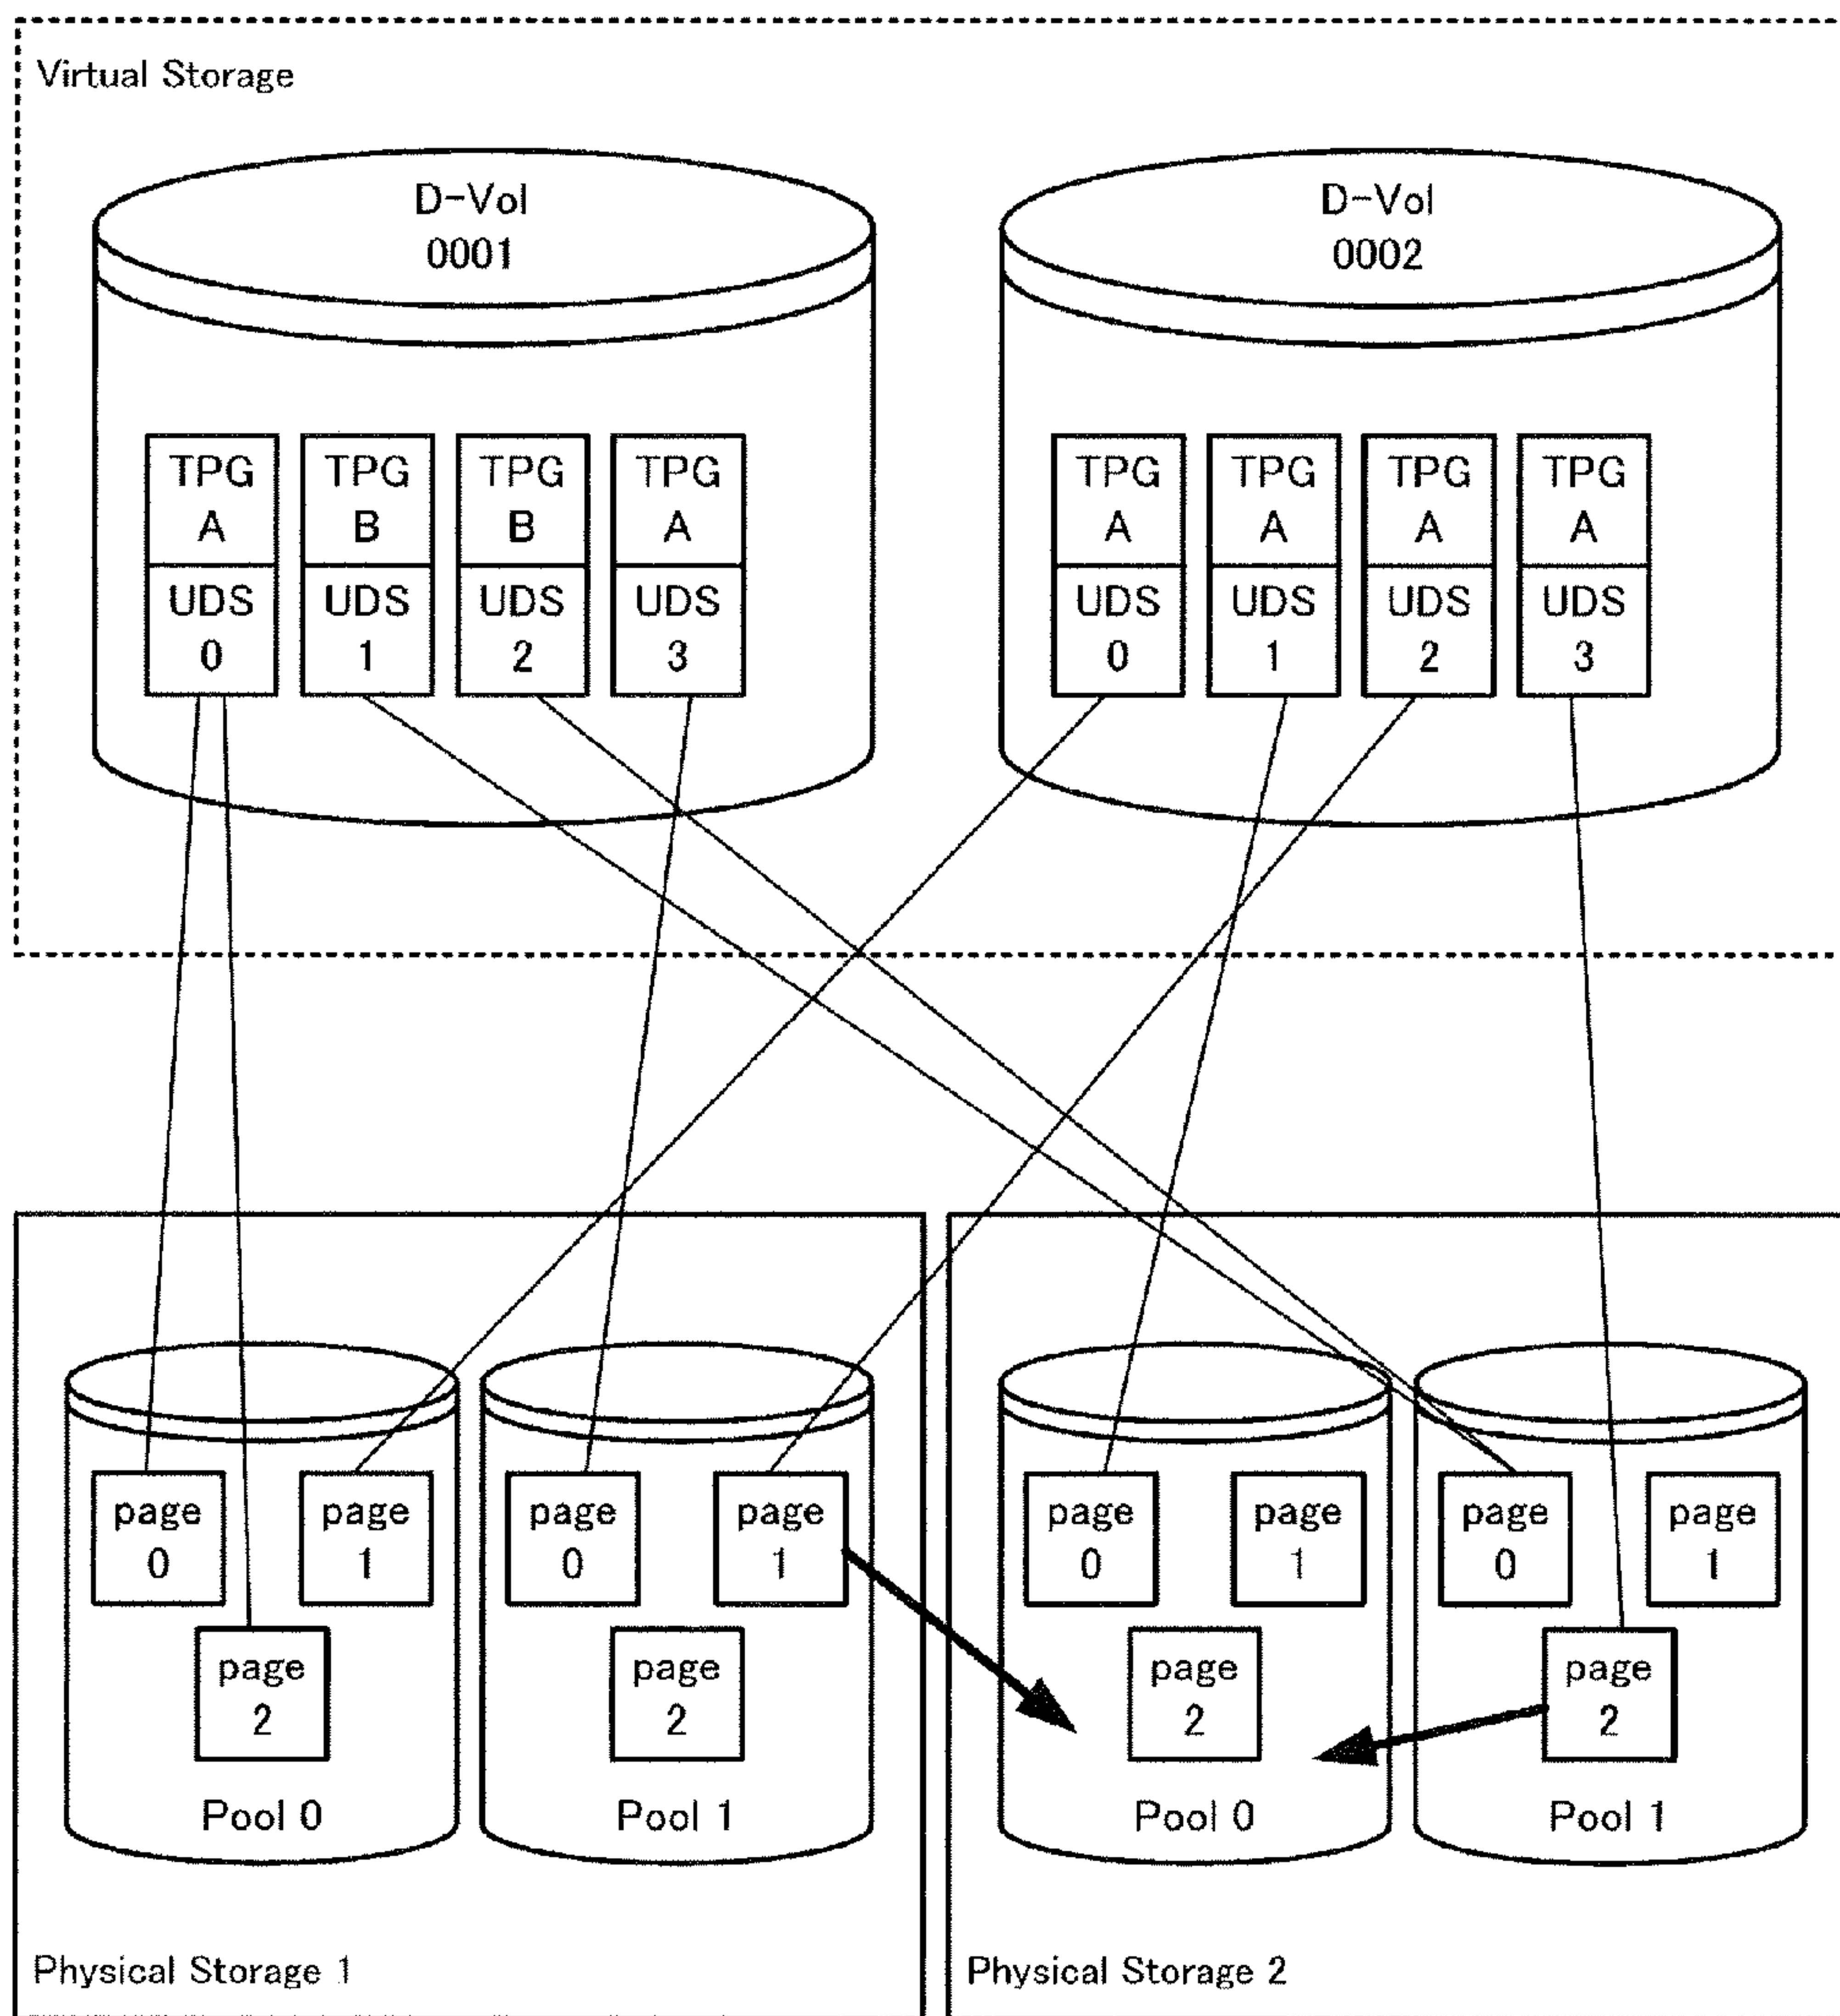 Virtual Storage
D-Vol
0001
D-Vol
0002
TPG
A
UDS
0
TPG
B
UDS
1
TPG
B
UDS
2
TPG
A
UDS
3
TPG
A
UDS
0
TPG
A
UDS
1
TPG
A
UDS
2
TPG
A
UDS
3
page
0
page
1
page
2
Pool 0
page
0
page
1
page
2
Pool 1
Physical Storage 1
page
0
page
1
page
2
Pool 0
page
0
page
1
page
2
Pool 1
Physical Storage 2